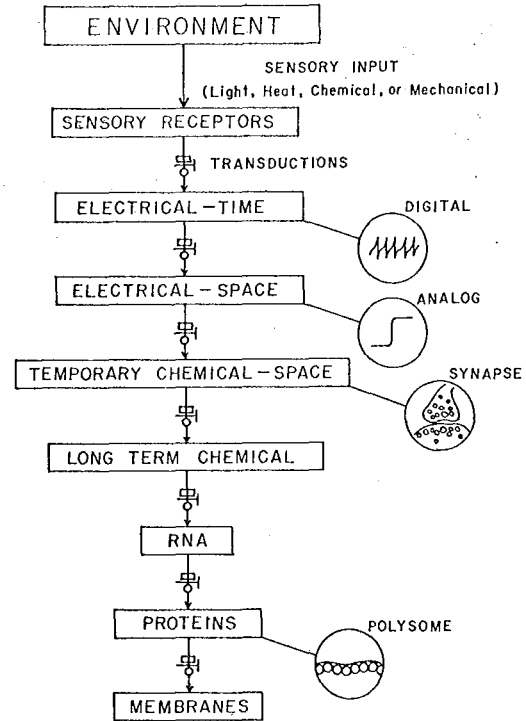 ENVIRONMENT
SENSORY INPUT
(Light, Heat, Chemical, or Mechanical)
SENSORY RECEPTORS
TRANSDUCTIONS
ELECTRICAL-TIME
DIGITAL
ELECTRICAL-SPACE
ANALOG
TEMPORARY CHEMICAL-SPACE
SYNAPSE
LONG TERM CHEMICAL
RNA
PROTEINS
POLYSOME
MEMBRANES